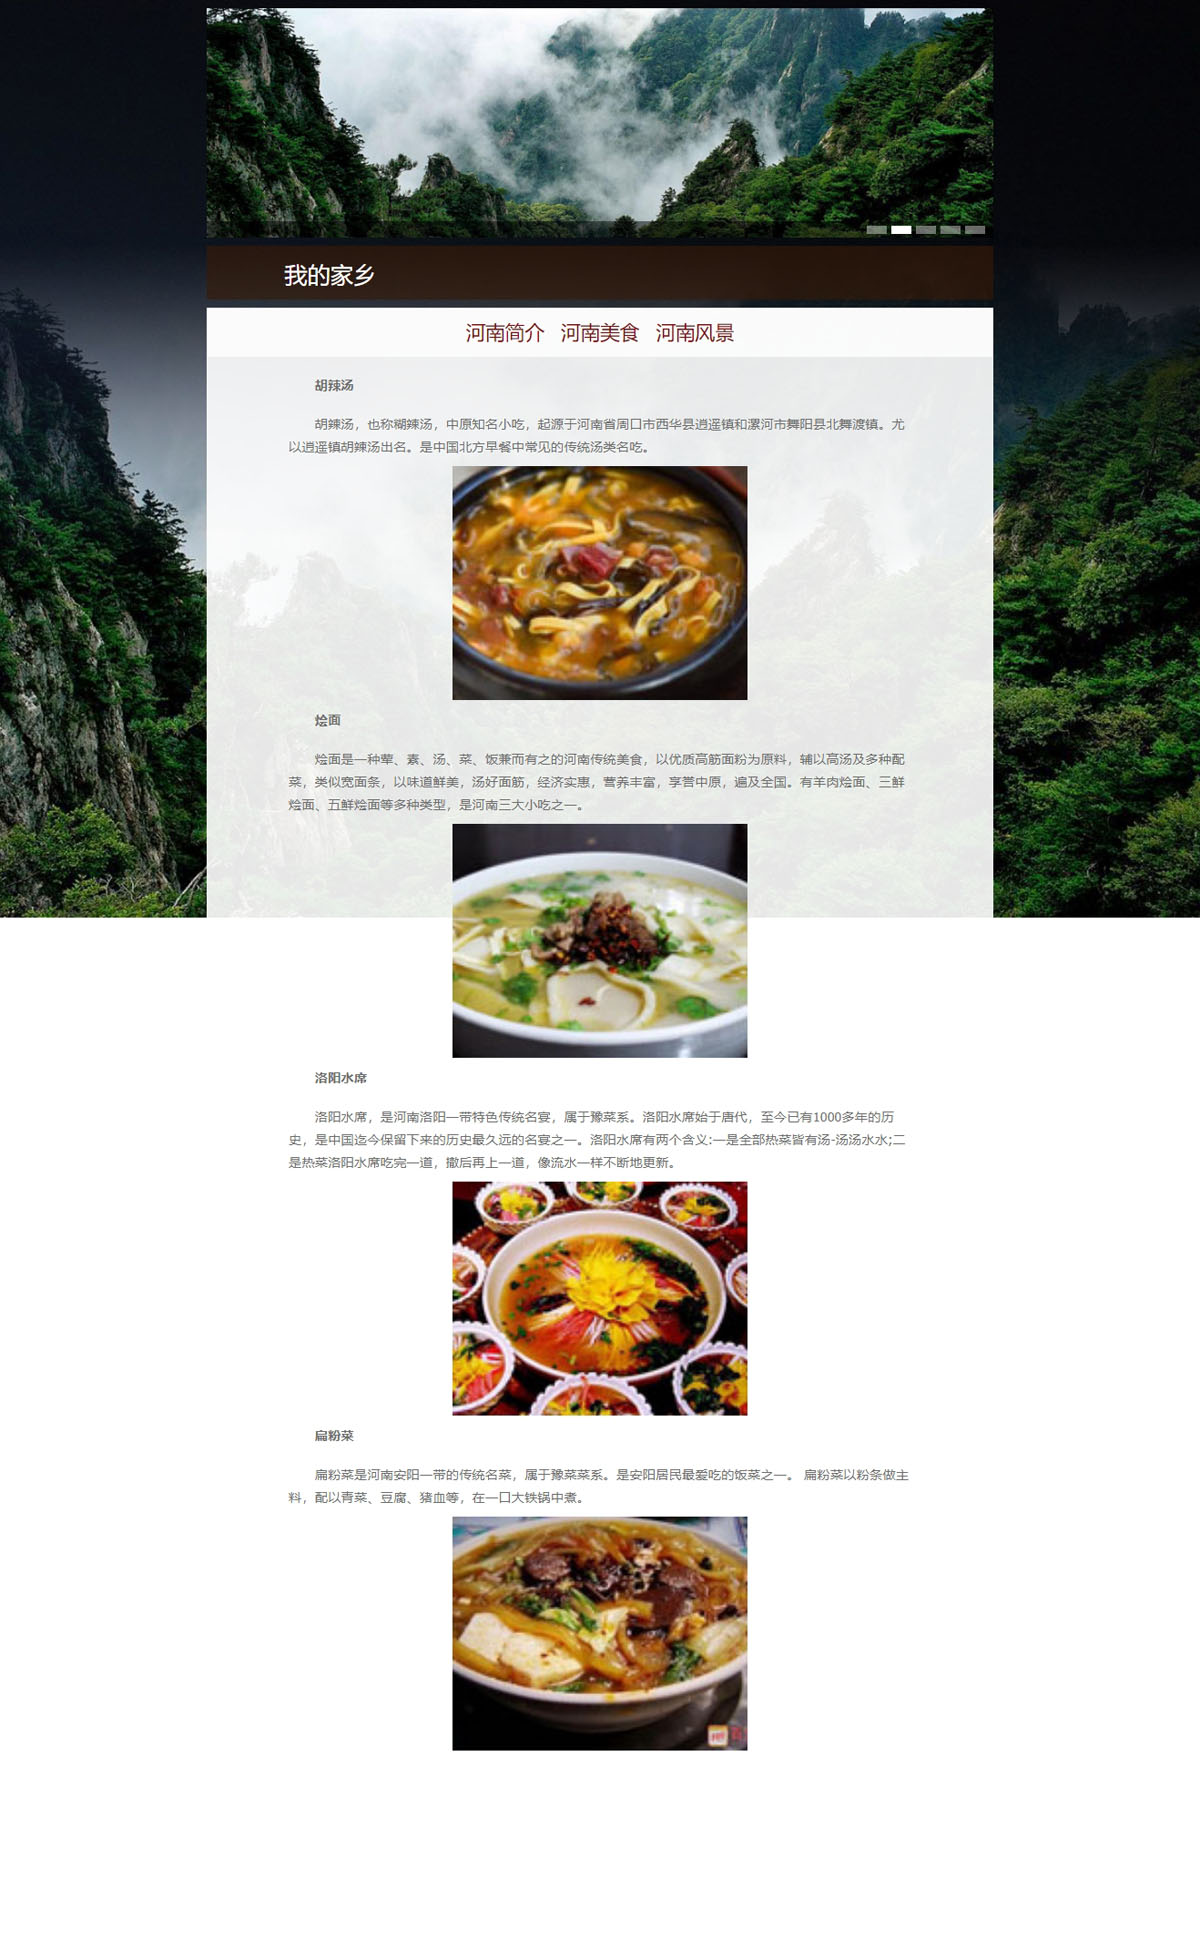 我的家乡
河南简介 河南美食 河南风景
胡辣汤
胡辣汤，也称糊辣汤，中原知名小吃，起源于河南省周口市西华县逍遥镇和漯河市舞阳县北舞渡镇。尤
以逍遥镇胡辣汤出名。是中国北方早餐中常见的传统汤类名吃。
烩面
烩面是一种荤、素、汤、菜、饭兼而有之的河南传统美食，以优质高筋面粉为原料，辅以高汤及多种配
菜，类似宽面条，以味道鲜美，汤好面筋，经济实惠，营养丰富，享誉中原，遍及全国。有羊肉烩面、三鲜
烩面、五鲜烩面等多种类型，是河南三大小吃之一。
洛阳水席
洛阳水席，是河南洛阳一带特色传统名宴，属于豫菜系。洛阳水席始于唐代，至今已有1000多年的历
史，是中国迄今保留下来的历史最久远的名宴之一。洛阳水席有两个含义:一是全部热菜皆有汤-汤汤水水;二
是热菜洛阳水席吃完一道，撤后再上一道，像流水一样不断地更新。
扁粉菜
扁粉菜是河南安阳一带的传统名菜，属于豫菜菜系。是安阳居民最爱吃的饭菜之一。 扁粉菜以粉条做主
料，配以青菜、豆腐、猪血等，在一口大铁锅中煮。